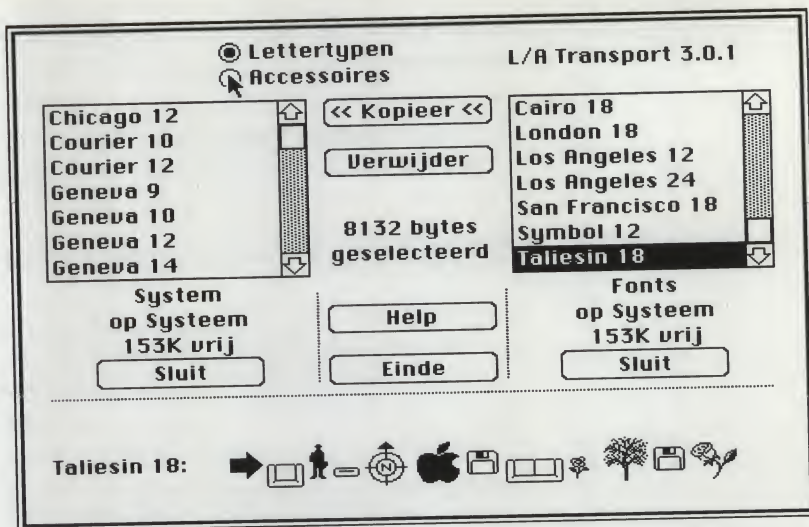 Lettertypen
Accessoires
L/A Transport 3.0.1
Chicago 12
Courier 10
Courier 12
Geneva 9
Geneva 10
Geneva 12
Geneva 14
<< Kopieer <<
Verwijder
8132 bytes
geselecteerd
Cairo 18
London 18
Los Angeles 12
Los Angeles 24
San Francisco 18
Symbol 12
Taliesin 18
System
op Systeem
153K vrij
Sluit
Help
Einde
Fonts
op Systeem
153K vrij
Sluit
Taliesin 18:
N